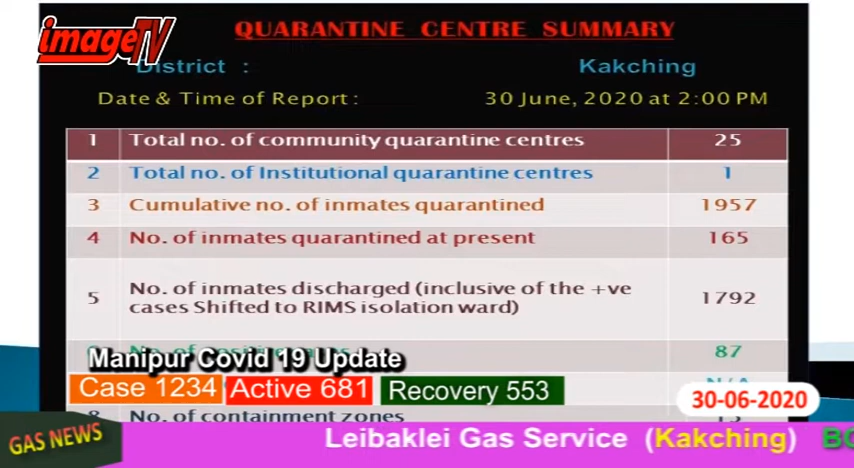 imageTV
QUARANTINE CENTRE SUMMARY
District : Kakching
Date & Time of Report : 30 June, 2020 at 2:00 PM
1 Total no. of community quarantine centres 25
2 Total no. of Institutional quarantine centres 1
3 Cumulative no. of inmates quarantined 1957
4 No. of inmates quarantined at present 165
5 No. of inmates discharged (inclusive of the +ve
cases Shifted to RIMS isolation ward) 1792
87
Manipur Covid 19 Update
N/A
Case 1234 Active 681 Recovery 553
30-06-2020
8 No. of containment zones
GAS NEWS
Leibaklei Gas Service (Kakching)